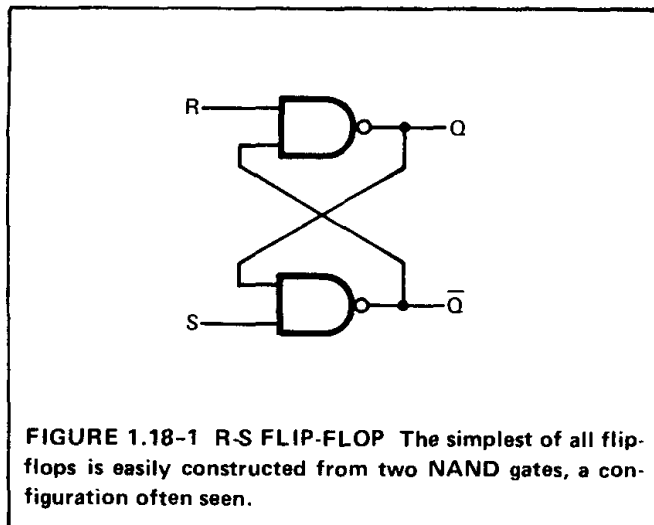 R
Q
S
Q̅
FIGURE 1.18-1 R-S FLIP-FLOP The simplest of all flip-
flops is easily constructed from two NAND gates, a con-
figuration often seen.